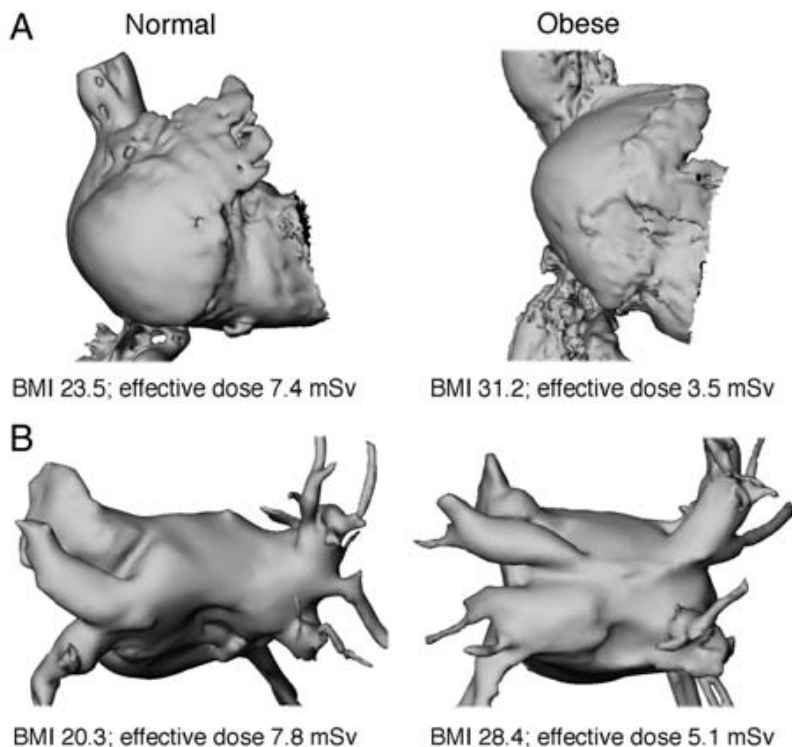 A
Normal
Obese
BMI 23.5; effective dose 7.4 mSv
BMI 31.2; effective dose 3.5 mSv
B
BMI 20.3; effective dose 7.8 mSv
BMI 28.4; effective dose 5.1 mSv